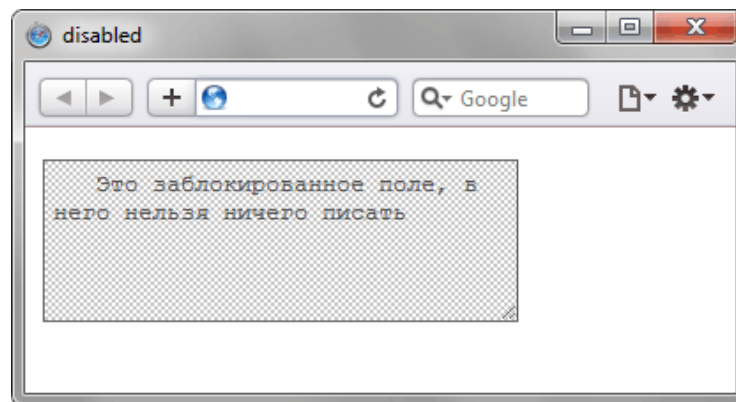 disabled
Google
Это заблокированное поле, в
него нельзя ничего писать